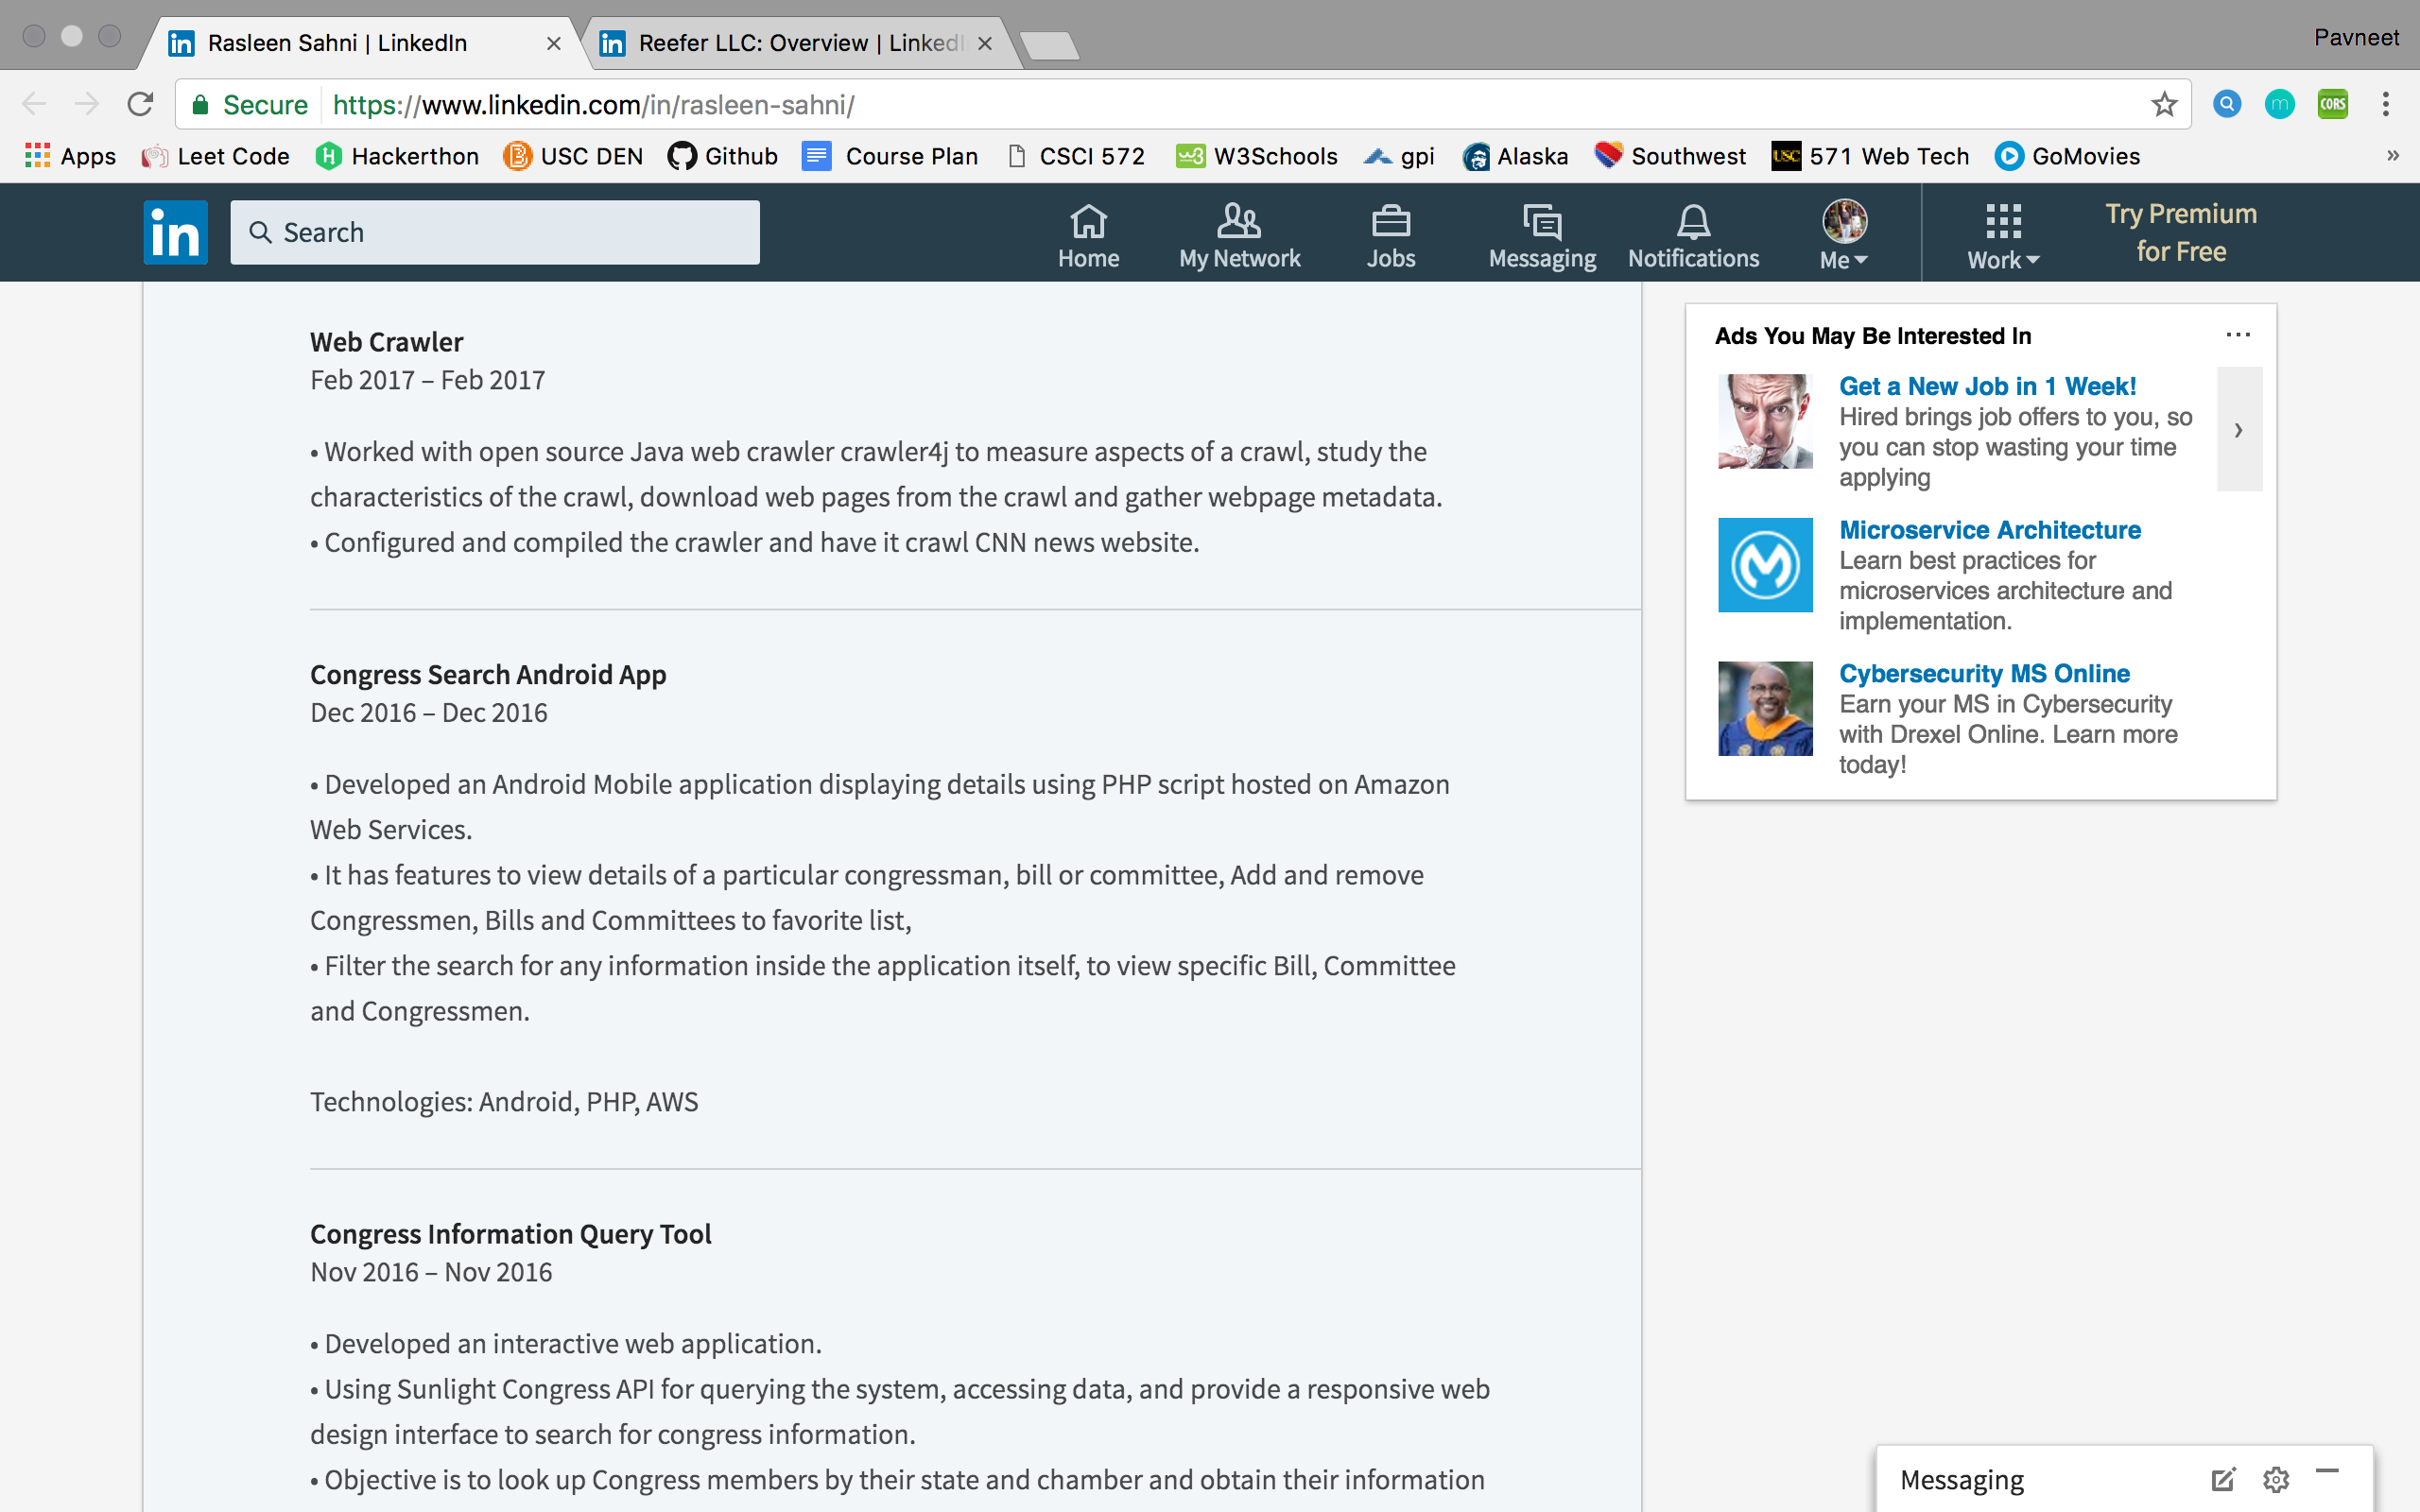 Rasleen Sahni | LinkedIn
Reefer LLC: Overview | LinkedI
Pavneet
Secure https://www.linkedin.com/in/rasleen-sahni/
CORS
Apps Leet Code Hackerthon USC DEN Github Course Plan CSCI 572 W3Schools gpi Alaska Southwest 571 Web Tech GoMovies »
in Search Home My Network Jobs Messaging Notifications Me Work
Try Premium
for Free
Web Crawler
Feb 2017 – Feb 2017
• Worked with open source Java web crawler crawler4j to measure aspects of a crawl, study the
characteristics of the crawl, download web pages from the crawl and gather webpage metadata.
• Configured and compiled the crawler and have it crawl CNN news website.
Congress Search Android App
Dec 2016 – Dec 2016
• Developed an Android Mobile application displaying details using PHP script hosted on Amazon
Web Services.
• It has features to view details of a particular congressman, bill or committee, Add and remove
Congressmen, Bills and Committees to favorite list,
• Filter the search for any information inside the application itself, to view specific Bill, Committee
and Congressmen.
Technologies: Android, PHP, AWS
Congress Information Query Tool
Nov 2016 – Nov 2016
• Developed an interactive web application.
• Using Sunlight Congress API for querying the system, accessing data, and provide a responsive web
design interface to search for congress information.
• Objective is to look up Congress members by their state and chamber and obtain their information
Ads You May Be Interested In
Get a New Job in 1 Week!
Hired brings job offers to you, so
you can stop wasting your time
applying
Microservice Architecture
Learn best practices for
microservices architecture and
implementation.
Cybersecurity MS Online
Earn your MS in Cybersecurity
with Drexel Online. Learn more
today!
Messaging